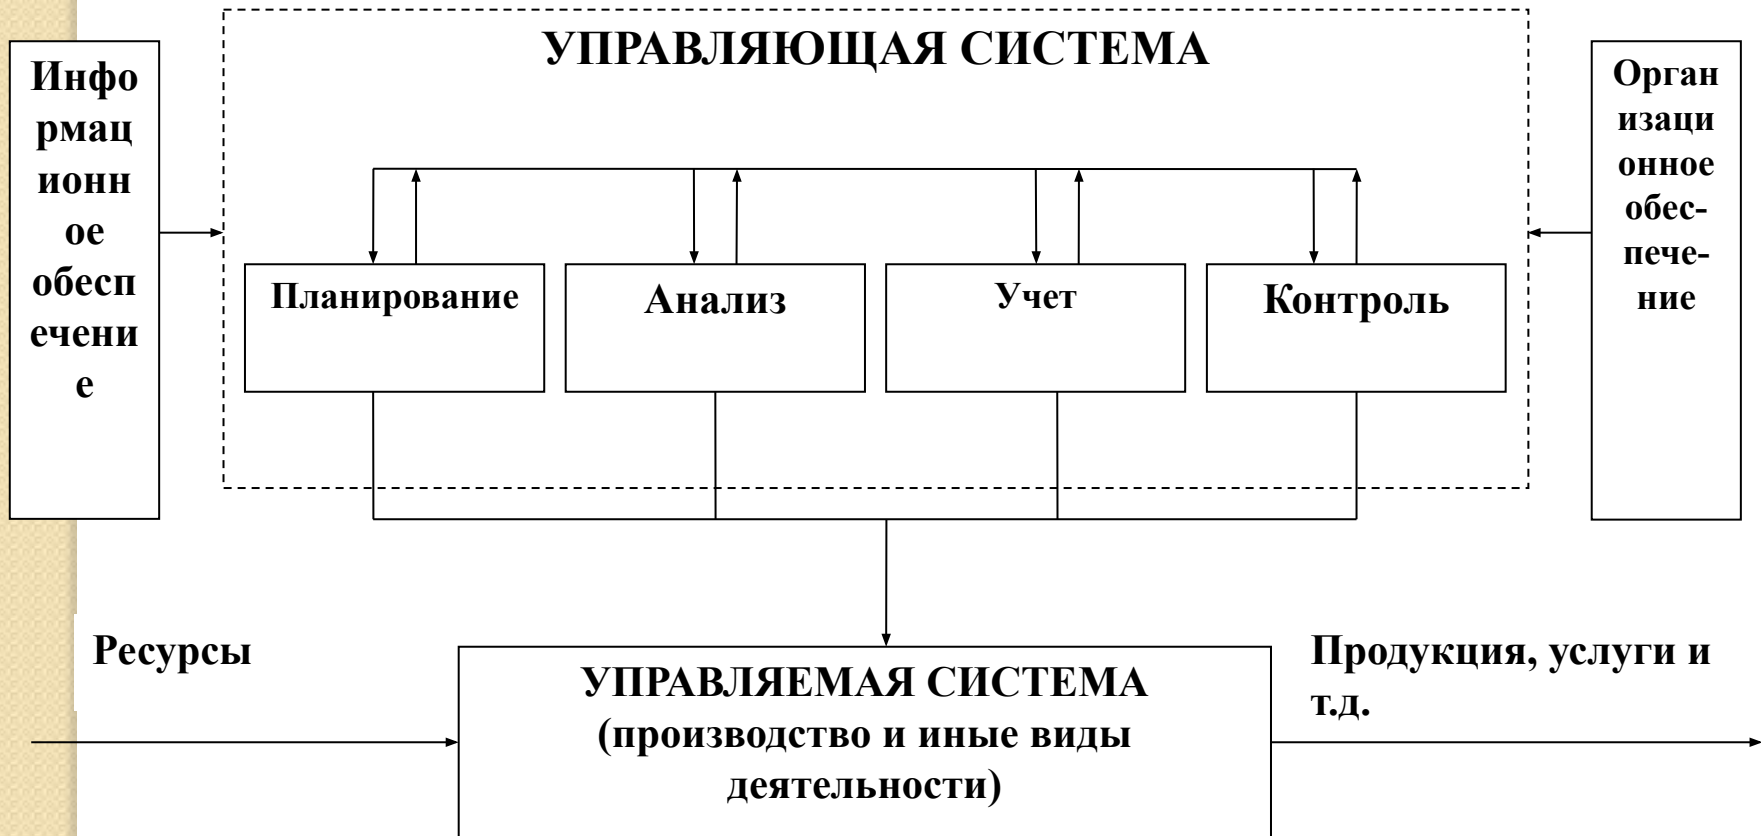 УПРАВЛЯЮЩАЯ СИСТЕМА
Инфо
рмац
ионн
ое
обесп
ечени
е
Орган
изаци
онное
обес-
пече-
ние
Планирование
Анализ
Учет
Контроль
Ресурсы
УПРАВЛЯЕМАЯ СИСТЕМА
(производство и иные виды
деятельности)
Продукция, услуги и
т.д.